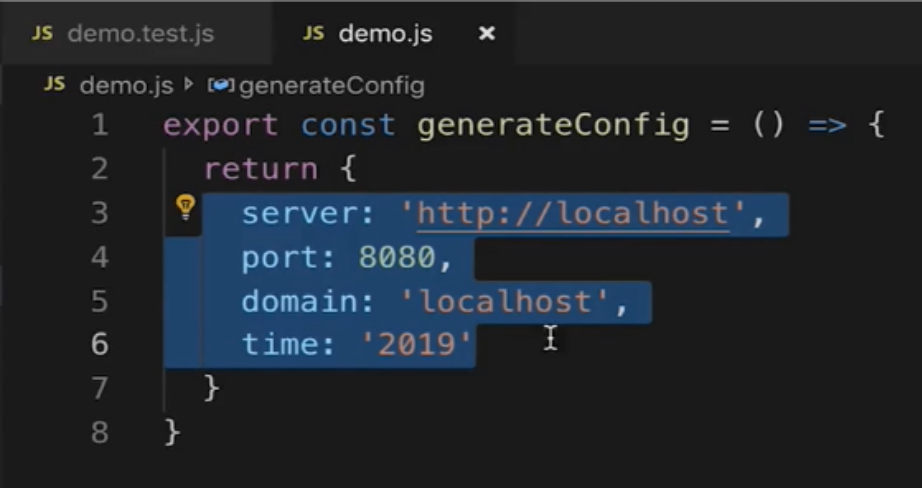 JS demo.test.js JS demo.js ×
JS demo.js generateConfig
1 export const generateConfig = () => {
2 return {
3 server: 'http://localhost',
4 port: 8080,
5 domain: 'localhost',
6 time: '2019'
7 }
8 }